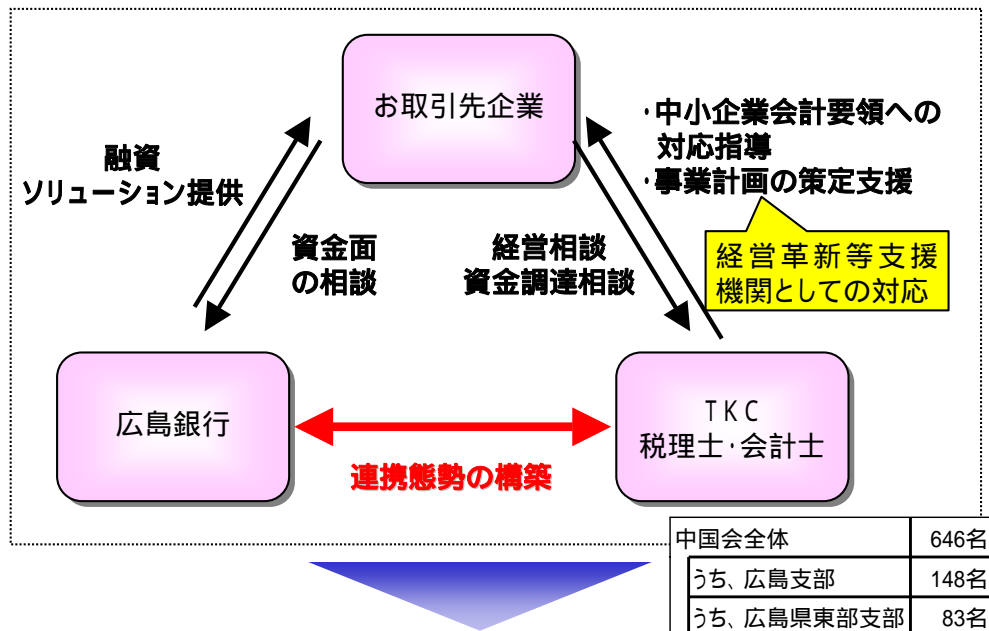 お取引先企業
融資
ソリューション提供
・中小企業会計要領への
対応指導
・事業計画の策定支援
資金面
の相談
経営相談
資金調達相談
経営革新等支援
機関としての対応
広島銀行
TKC
税理士・会計士
連携態勢の構築
中国会全体 646名
うち、広島支部 148名
うち、広島県東部支部 83名